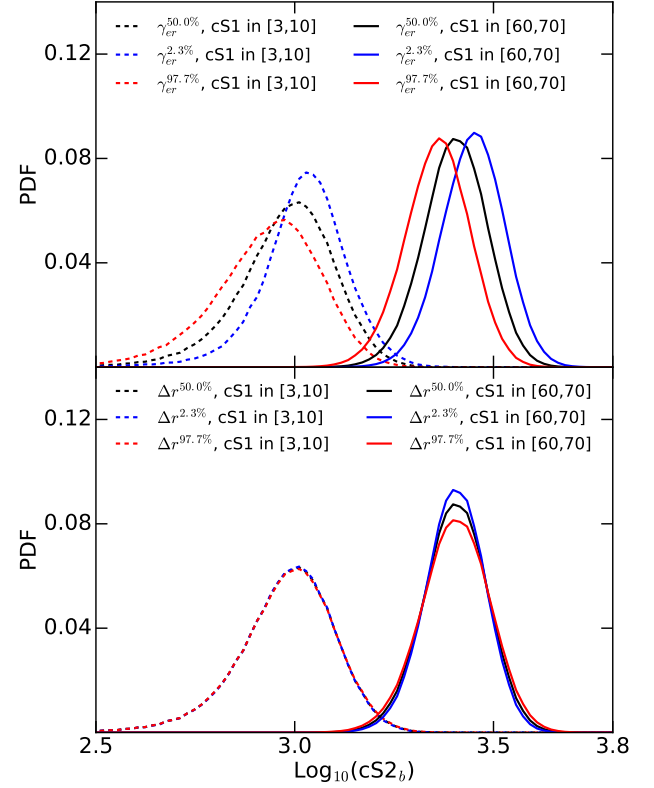 0.12
0.08
0.04
PDF
γ_er^50.0%, cS1 in [3,10]
γ_er^2.3%, cS1 in [3,10]
γ_er^97.7%, cS1 in [3,10]
γ_er^50.0%, cS1 in [60,70]
γ_er^2.3%, cS1 in [60,70]
γ_er^97.7%, cS1 in [60,70]
0.12
0.08
0.04
PDF
Δr^50.0%, cS1 in [3,10]
Δr^2.3%, cS1 in [3,10]
Δr^97.7%, cS1 in [3,10]
Δr^50.0%, cS1 in [60,70]
Δr^2.3%, cS1 in [60,70]
Δr^97.7%, cS1 in [60,70]
2.5 3.0 3.5 3.8
Log_10(cS2_b)